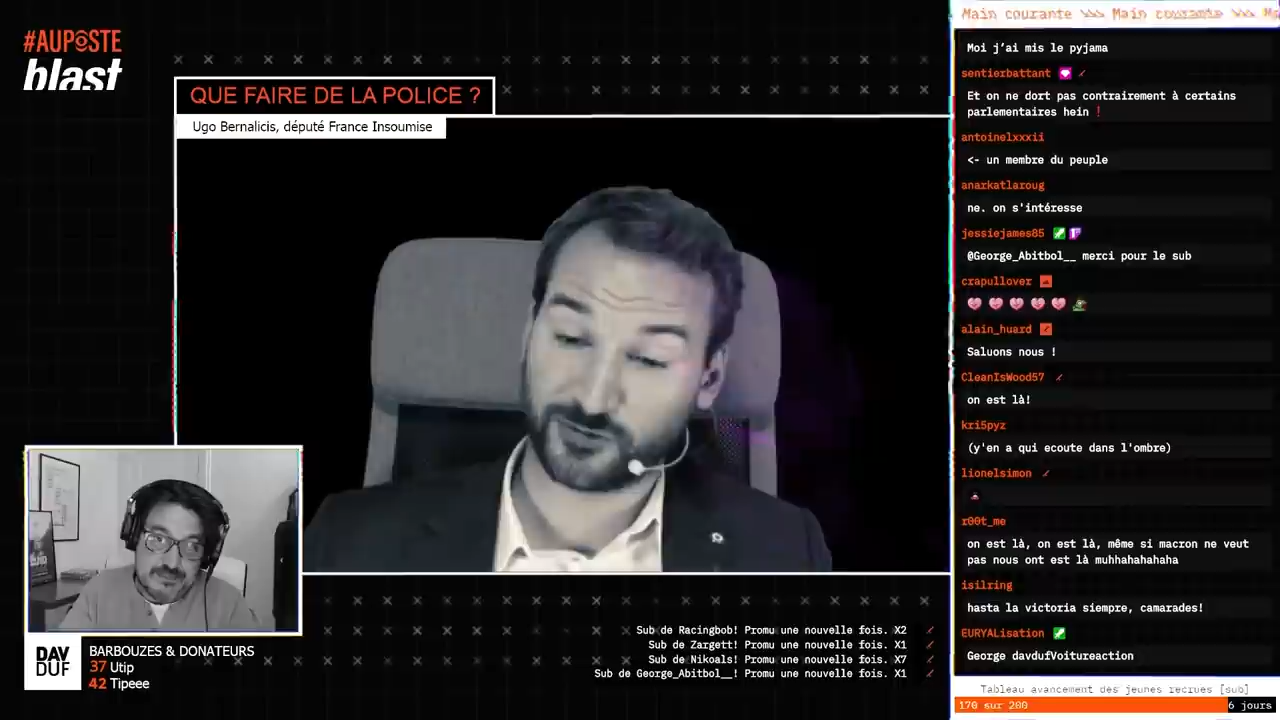 #AUPOSTE
blast
QUE FAIRE DE LA POLICE ?
Ugo Bernalicis, député France Insoumise
DAV
DUF
BARBOUZES & DONATEURS
37 Utip
42 Tipeee
Sub de Racingbob! Promu une nouvelle fois. X2
Sub de Zargett! Promu une nouvelle fois. X1
Sub de Nikoals! Promu une nouvelle fois. X7
Sub de George_Abitbol__! Promu une nouvelle fois. X1
Main courante >>> Main courante >>>
Moi j'ai mis le pyjama
sentierbattant
Et on ne dort pas contrairement à certains
parlementaires hein !
antoinelxxxii
<- un membre du peuple
anarkatlaroug
ne. on s'intéresse
jessiejames85
@George_Abitbol__ merci pour le sub
crapullover
alain_huard
Saluons nous !
CleanIsWood57
on est là!
kri5pyz
(y'en a qui ecoute dans l'ombre)
lionelsimon
r00t_me
on est là, on est là, même si macron ne veut
pas nous ont est là muhhahahahaha
isilring
hasta la victoria siempre, camarades!
EURYALisation
George davdufVoitureaction
Tableau avancement des jeunes recrues [sub]
170 sur 200
6 jours